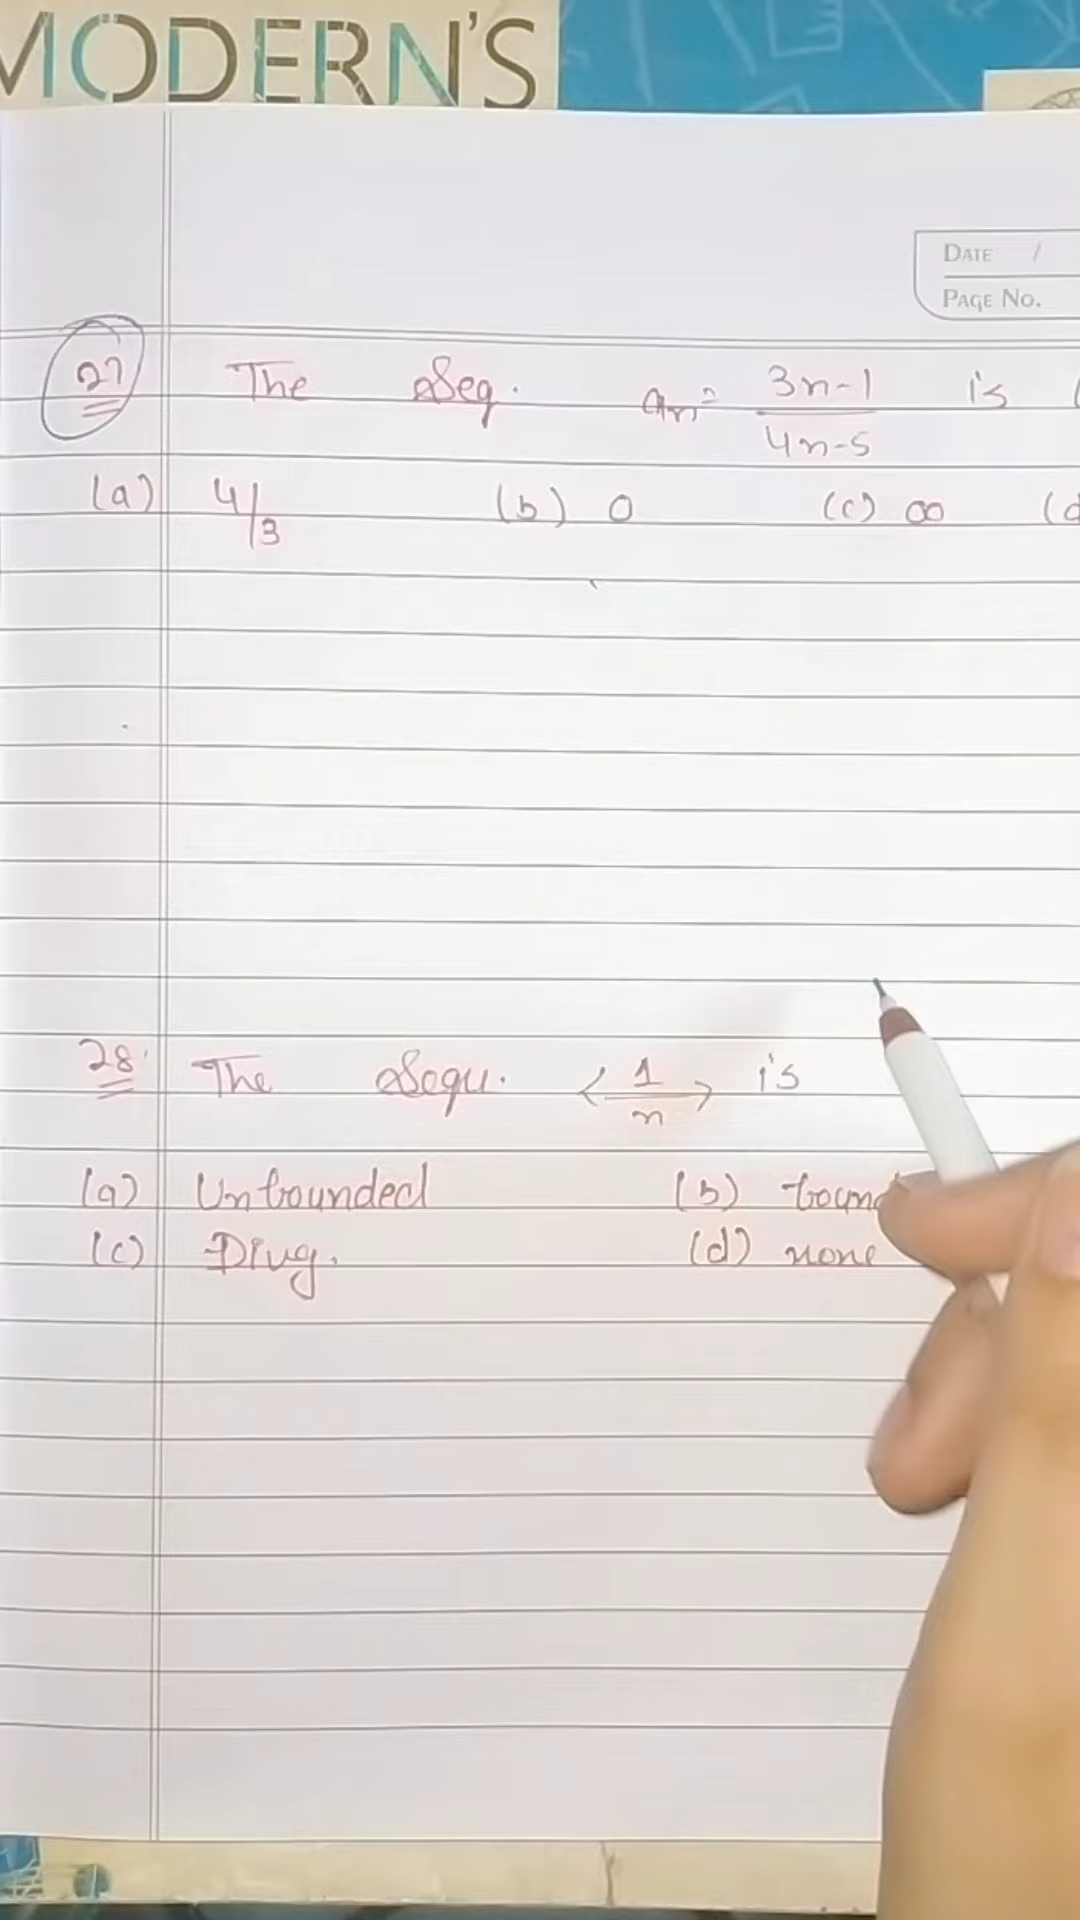 MODERN'S
DATE /
PAGE NO.
27 The Seq. an = 3n-1 / 4n-5 is (
(a) 4/3 (b) 0 (c) ∞ (d
28. The Sequ. < 1/n > is
(a) Unbounded (b) bound
(c) Divg. (d) none